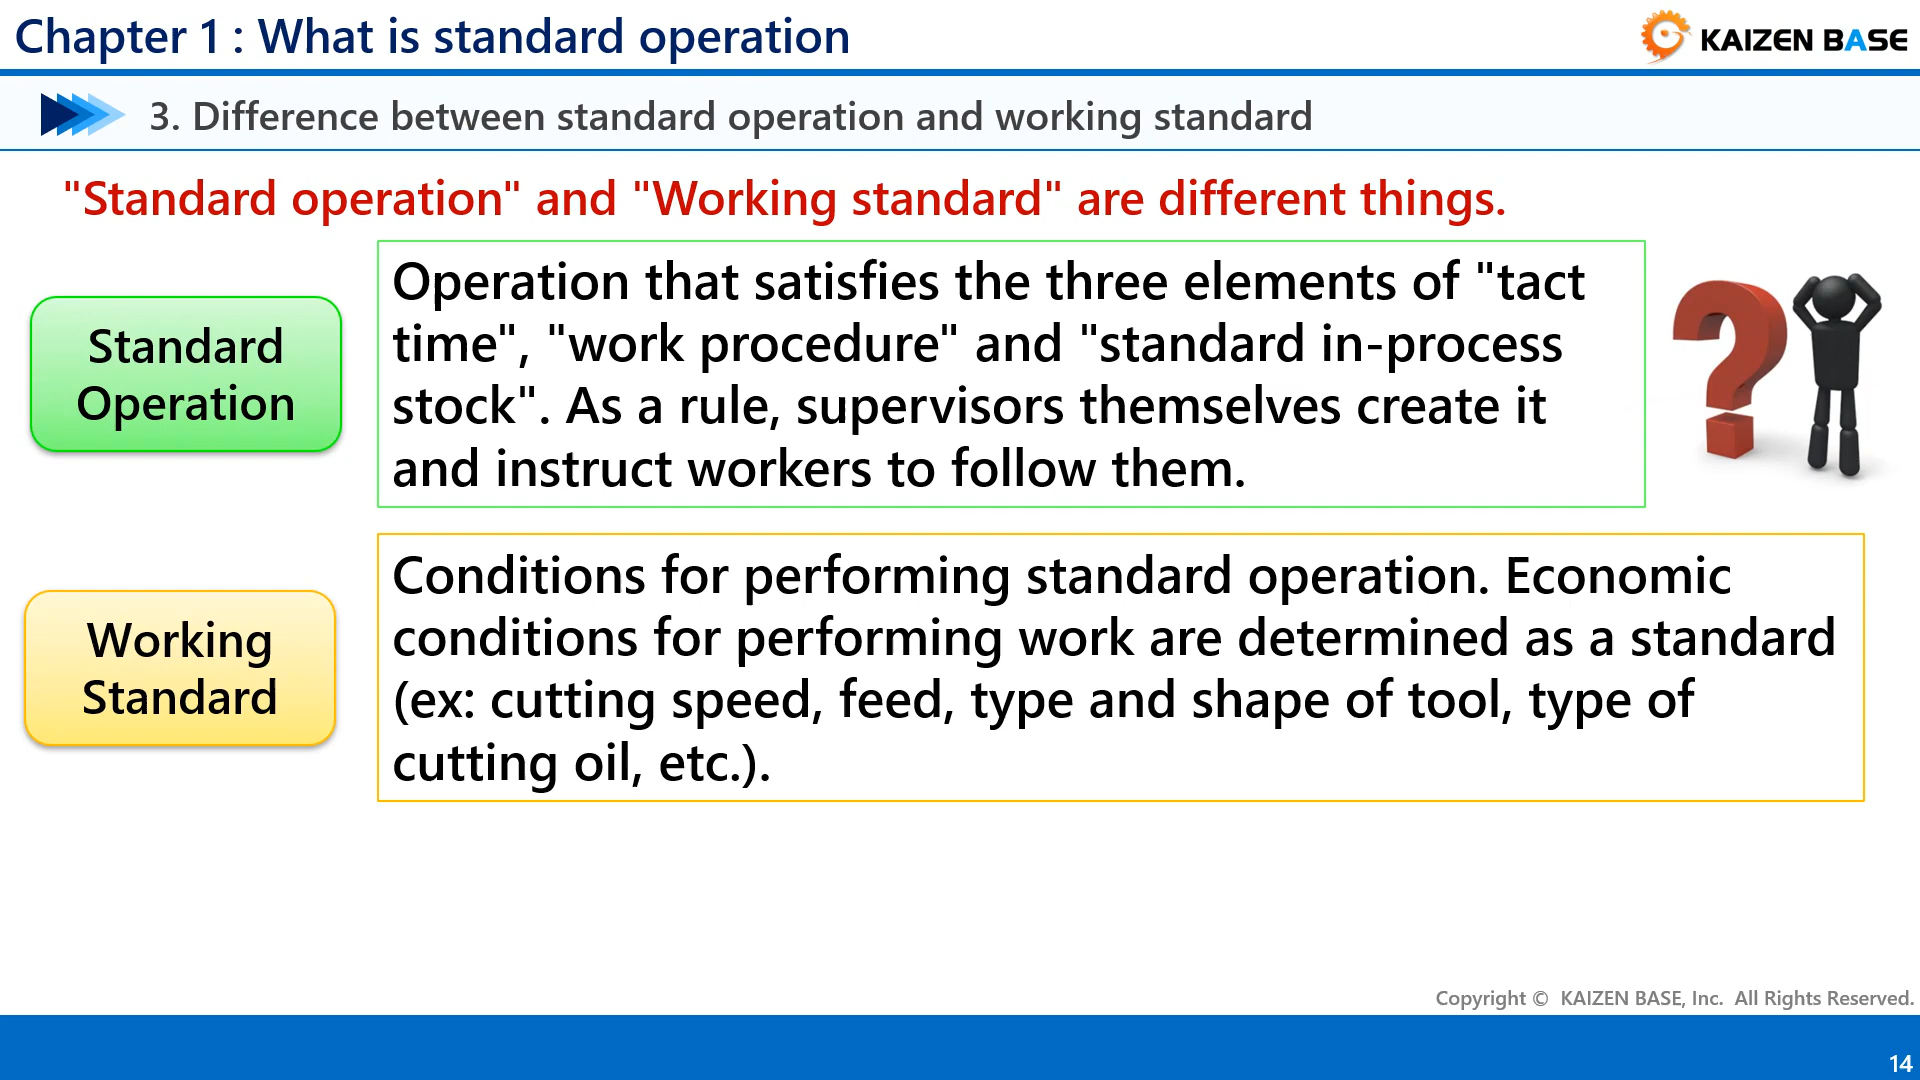 Chapter 1 : What is standard operation
KAIZEN BASE
3. Difference between standard operation and working standard
"Standard operation" and "Working standard" are different things.
Standard
Operation
Operation that satisfies the three elements of "tact
time", "work procedure" and "standard in-process
stock". As a rule, supervisors themselves create it
and instruct workers to follow them.
Working
Standard
Conditions for performing standard operation. Economic
conditions for performing work are determined as a standard
(ex: cutting speed, feed, type and shape of tool, type of
cutting oil, etc.).
Copyright © KAIZEN BASE, Inc. All Rights Reserved.
14